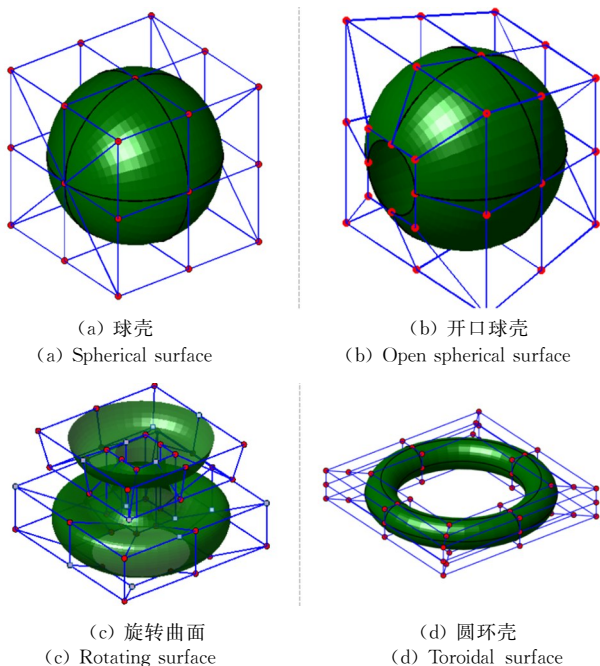 (a) 球壳
(a) Spherical surface
(b) 开口球壳
(b) Open spherical surface
(c) 旋转曲面
(c) Rotating surface
(d) 圆环壳
(d) Toroidal surface